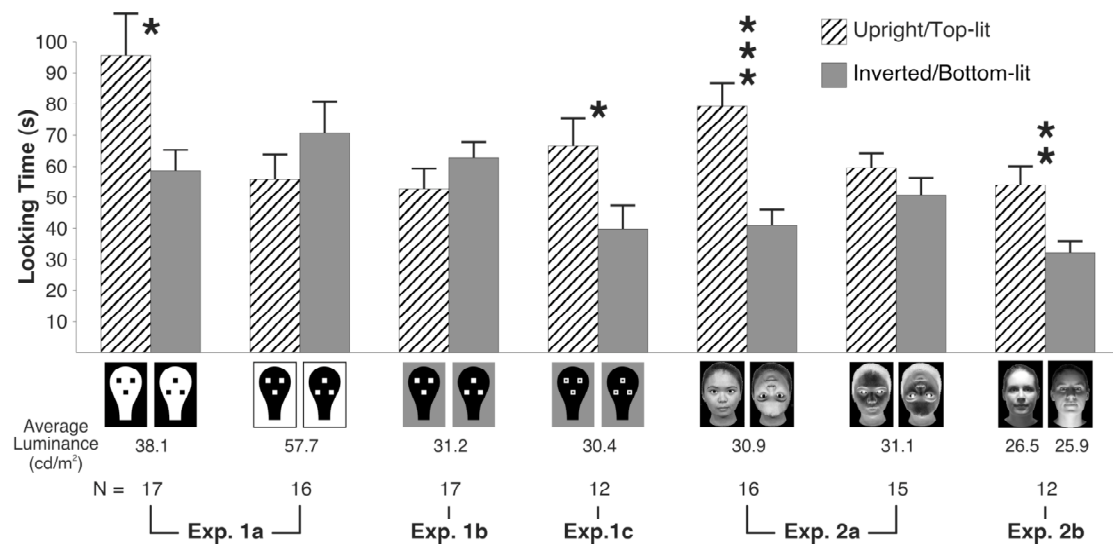 Upright/Top-lit
Inverted/Bottom-lit
Looking Time (s)
100
90
80
70
60
50
40
30
20
10
* * *** **
Average
Luminance
(cd/m²)
38.1 57.7 31.2 30.4 30.9 31.1 26.5 25.9
N = 17 16 17 12 16 15 12
Exp. 1a Exp. 1b Exp.1c Exp. 2a Exp. 2b